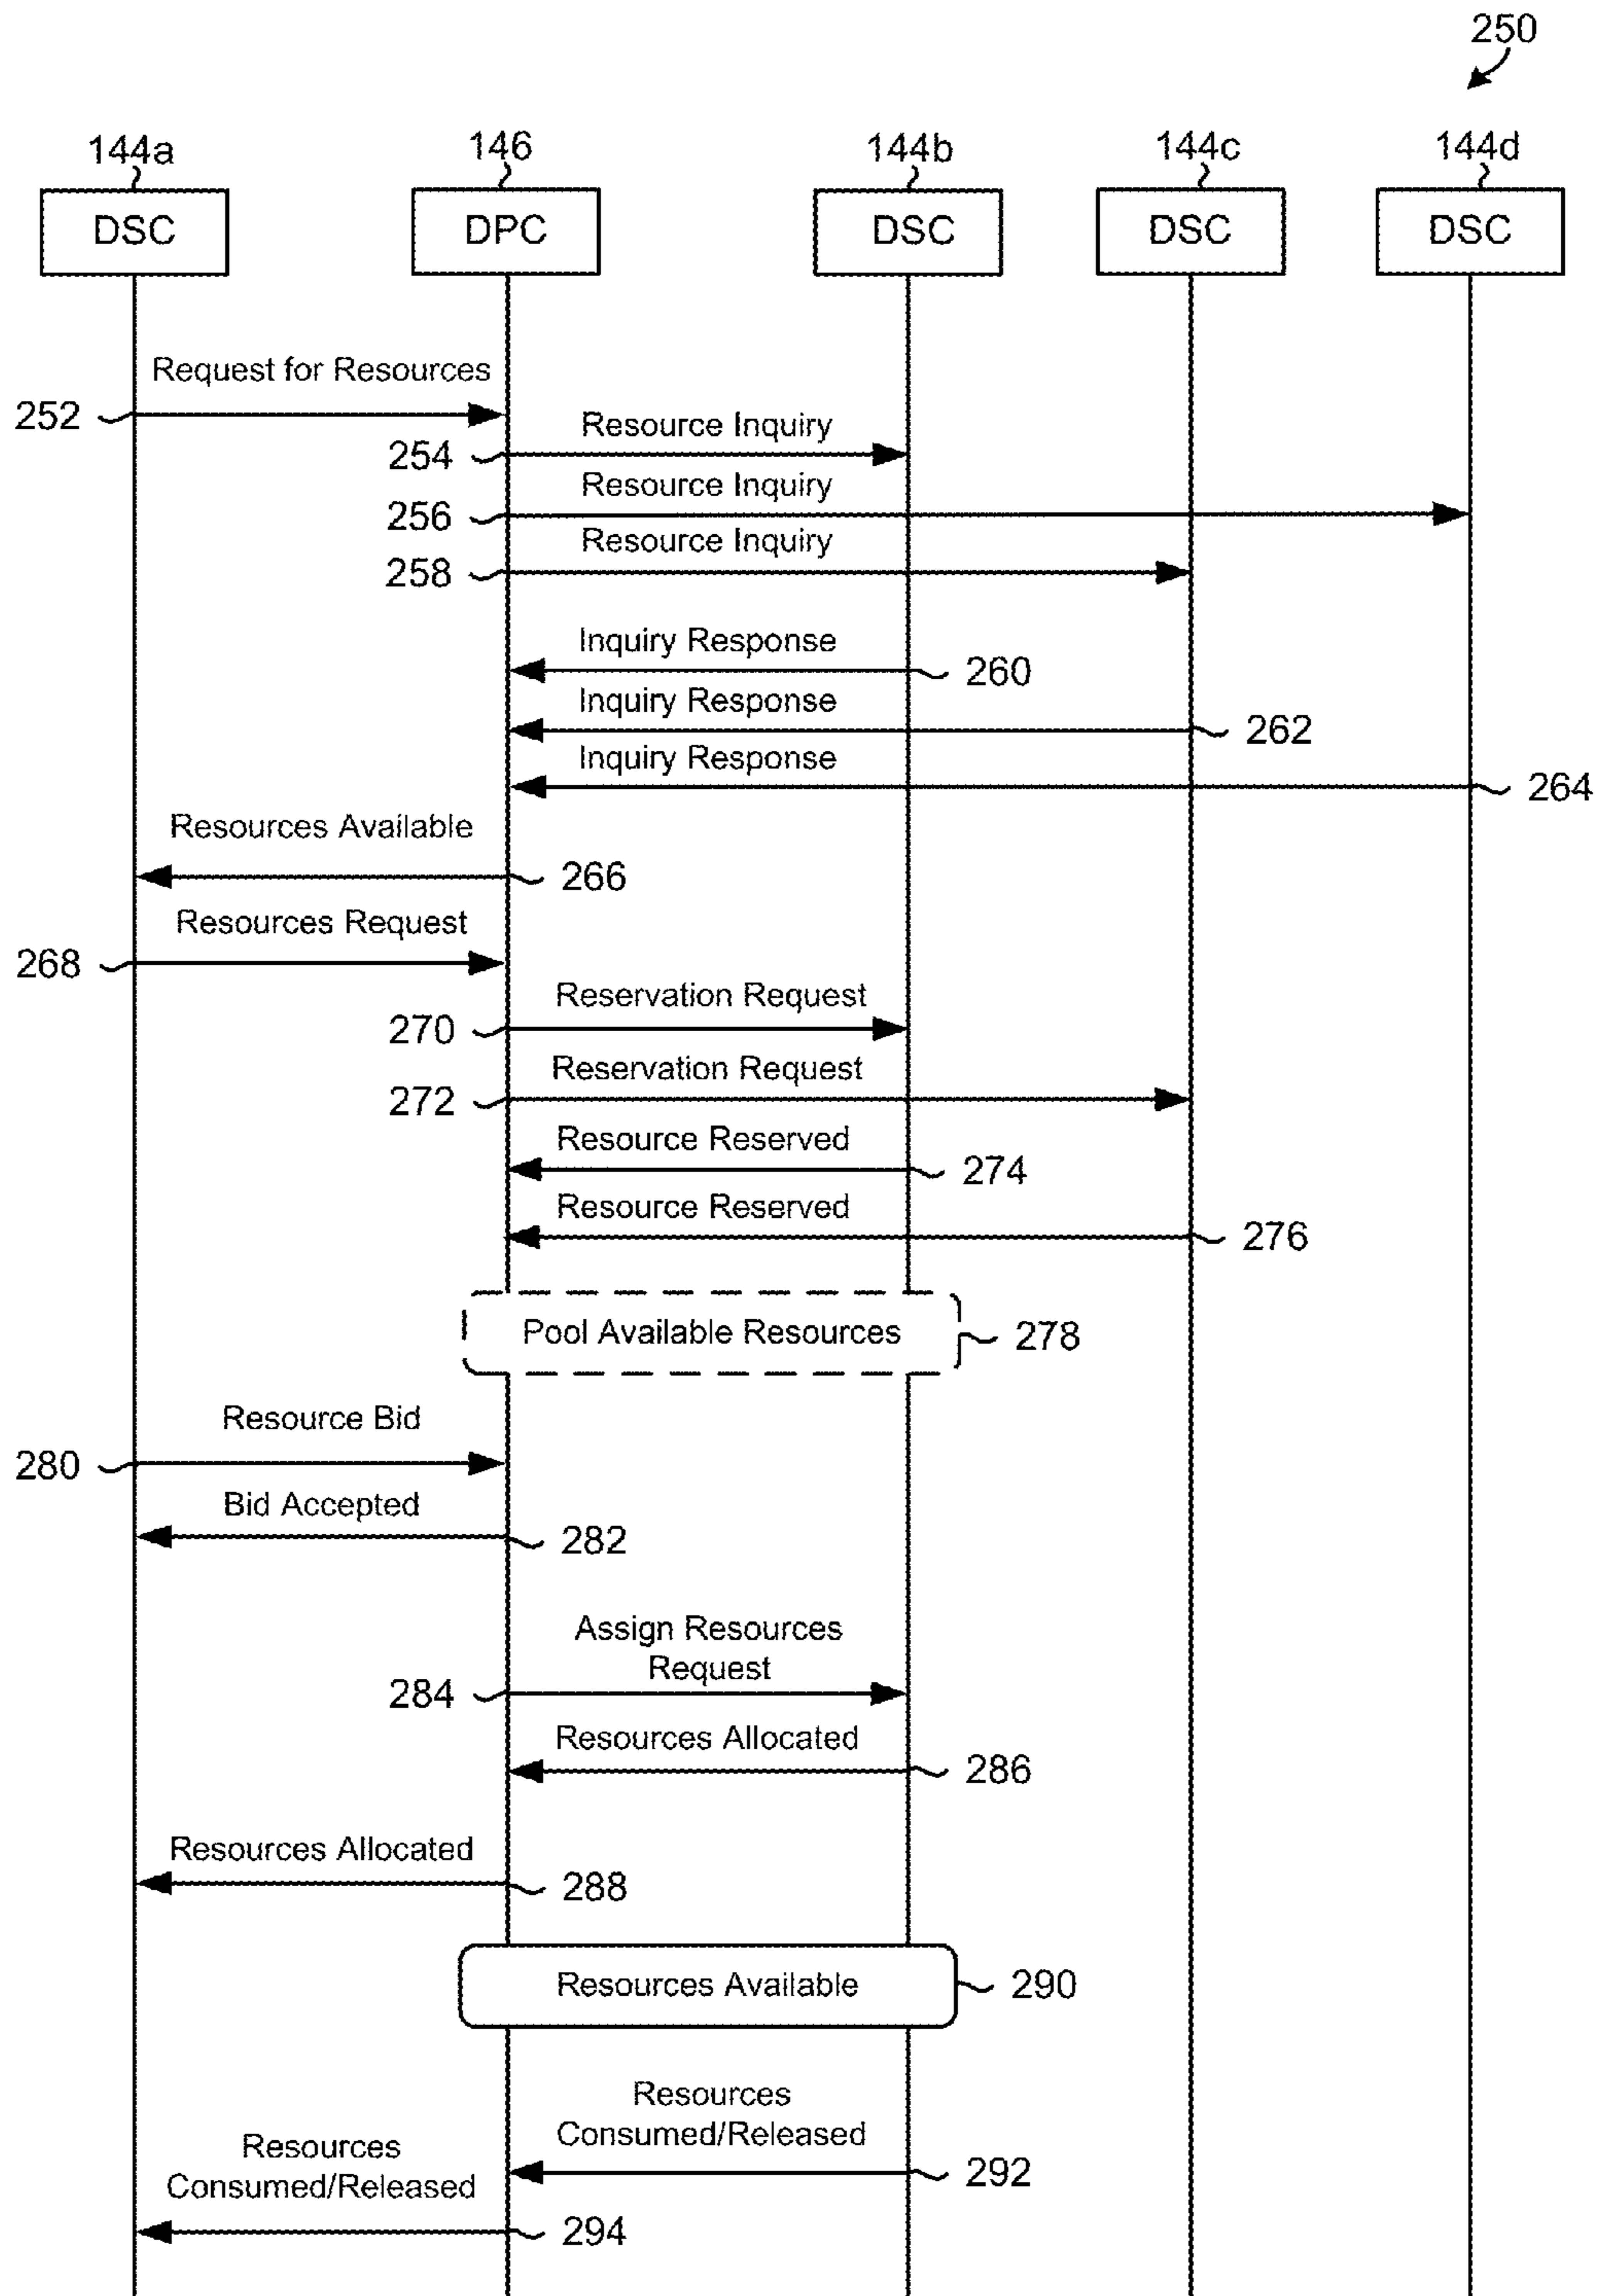 250
144a
146
144b
144c
144d
DSC
DPC
DSC
DSC
DSC
Request for Resources
252
Resource Inquiry
254
Resource Inquiry
256
Resource Inquiry
258
Inquiry Response
260
Inquiry Response
262
Inquiry Response
264
Resources Available
266
Resources Request
268
Reservation Request
270
Reservation Request
272
Resource Reserved
274
Resource Reserved
276
Pool Available Resources
278
Resource Bid
280
Bid Accepted
282
Assign Resources
Request
284
Resources Allocated
286
Resources Allocated
288
Resources Available
290
Resources
Consumed/Released
292
Resources
Consumed/Released
294